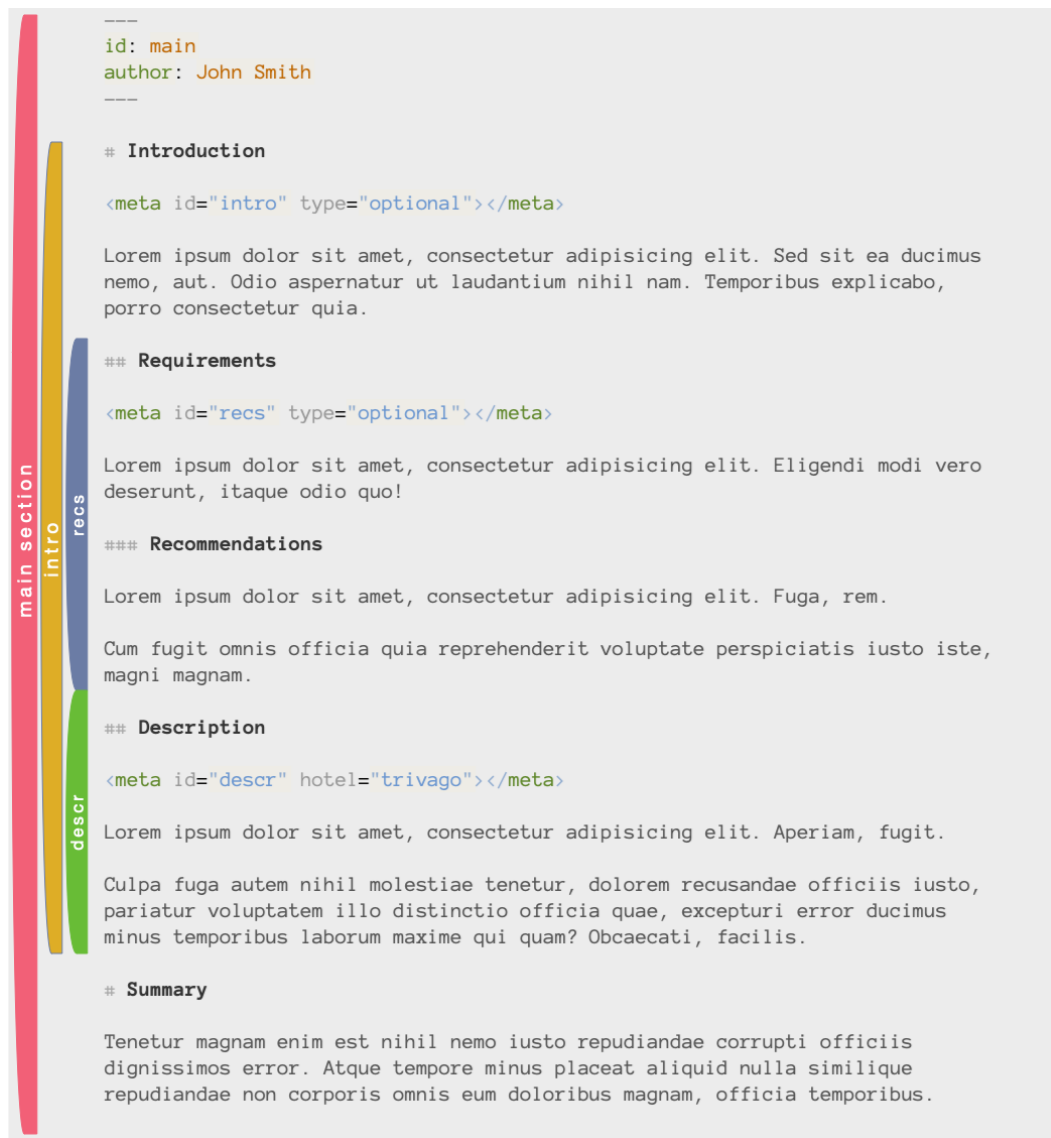 ---
id: main
author: John Smith
---
# Introduction
<meta id="intro" type="optional"></meta>
Lorem ipsum dolor sit amet, consectetur adipisicing elit. Sed sit ea ducimus
nemo, aut. Odio aspernatur ut laudantium nihil nam. Temporibus explicabo,
porro consectetur quia.
## Requirements
<meta id="recs" type="optional"></meta>
Lorem ipsum dolor sit amet, consectetur adipisicing elit. Eligendi modi vero
deserunt, itaque odio quo!
### Recommendations
Lorem ipsum dolor sit amet, consectetur adipisicing elit. Fuga, rem.
Cum fugit omnis officia quia reprehenderit voluptate perspiciatis iusto iste,
magni magnam.
## Description
<meta id="descr" hotel="trivago"></meta>
Lorem ipsum dolor sit amet, consectetur adipisicing elit. Aperiam, fugit.
Culpa fuga autem nihil molestiae tenetur, dolorem recusandae officiis iusto,
pariatur voluptatem illo distinctio officia quae, excepturi error ducimus
minus temporibus laborum maxime qui quam? Obcaecati, facilis.
# Summary
Tenetur magnam enim est nihil nemo iusto repudiandae corrupti officiis
dignissimos error. Atque tempore minus placeat aliquid nulla similique
repudiandae non corporis omnis eum doloribus magnam, officia temporibus.
main section
intro
recs
descr